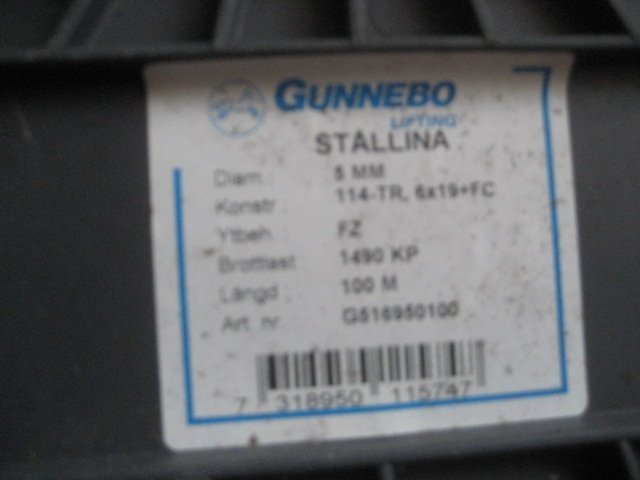 GUNNEBO
LIFTING
STÅLLINA
Diam. 5 MM
Konstr 114-TR, 6x19+FC
Ytbeh. FZ
Brottlast 1490 KP
Längd 100 M
Art. nr G516950100
7 318950 115747